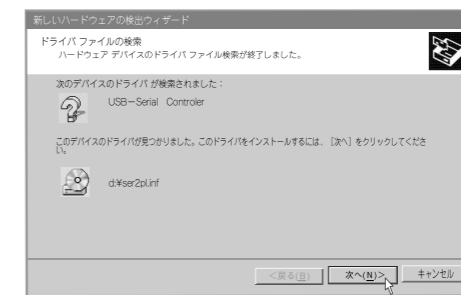 新しいハードウェアの検出ウィザード
ドライバ ファイルの検索
ハードウェア デバイスのドライバ ファイル検索が終了しました。
次のデバイスのドライバ が検索されました：
USB－Serial Controler
このデバイスのドライバが見つかりました。このドライバをインストールするには、［次へ］をクリックしてくださ
い。
d:¥ser2pl.inf
<戻る(B) 次へ(N)> キャンセル